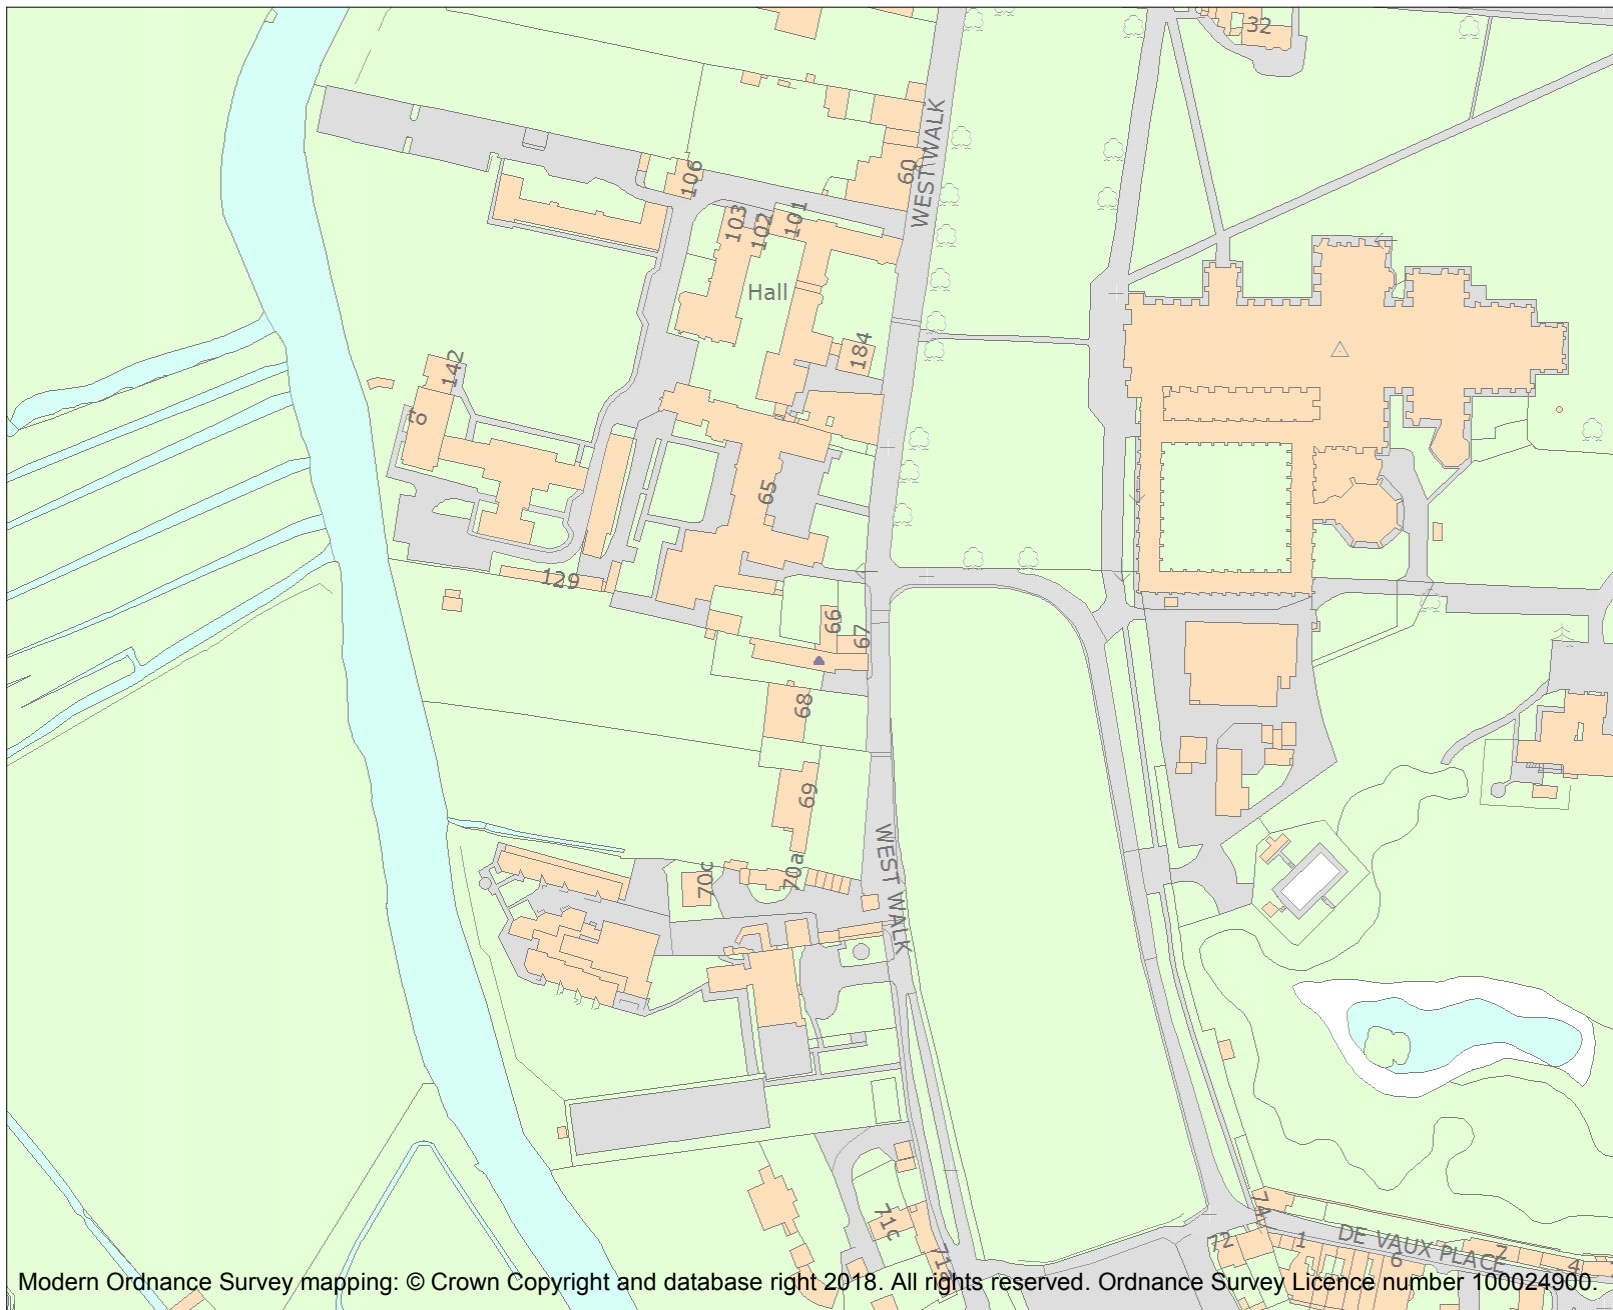 32
WEST WALK
60
106
103
102
101
Hall
184
142
to
65
129
66
67
68
69
WEST WALK
70c
70a
71c
72
74
DE VAUX PLACE
1
6
2
4
Modern Ordnance Survey mapping: © Crown Copyright and database right 2018. All rights reserved. Ordnance Survey Licence number 100024900.